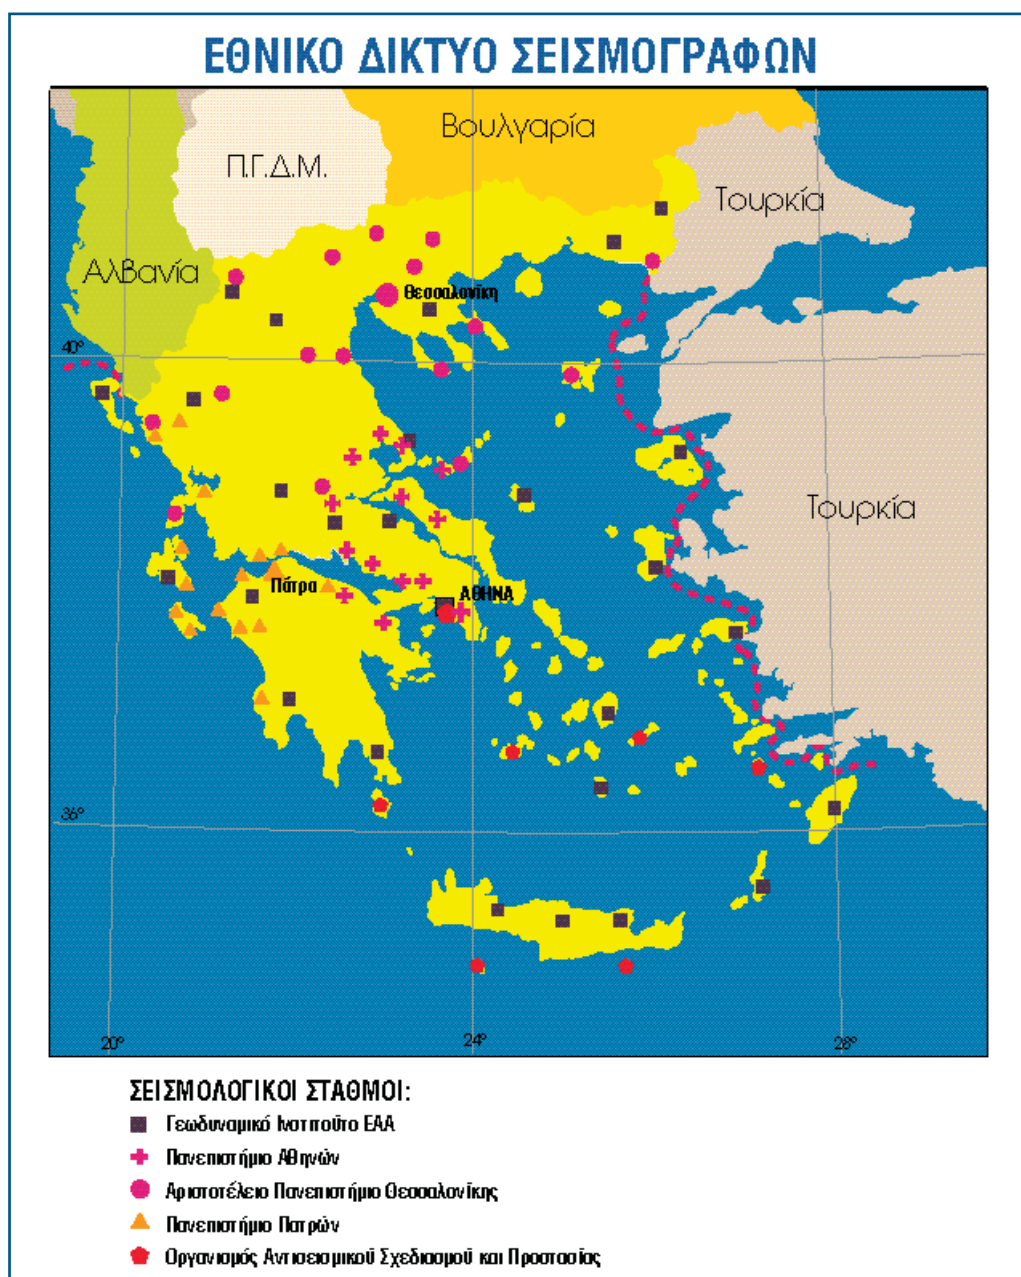 ΕΘΝΙΚΟ ΔΙΚΤΥΟ ΣΕΙΣΜΟΓΡΑΦΩΝ
Βουλγαρία
Π.Γ.Δ.Μ.
Τουρκία
Αλβανία
Θεσσαλονίκη
40°
Τουρκία
Πάτρα
ΑΘΗΝΑ
36°
20°
24°
28°
ΣΕΙΣΜΟΛΟΓΙΚΟΙ ΣΤΑΘΜΟΙ:
Γεωδυναμικό Ινστιτούτο ΕΑΑ
Πανεπιστήμιο Αθηνών
Αριστοτέλειο Πανεπιστήμιο Θεσσαλονίκης
Πανεπιστήμιο Πατρών
Οργανισμός Αντισεισμικού Σχεδιασμού και Προστασίας